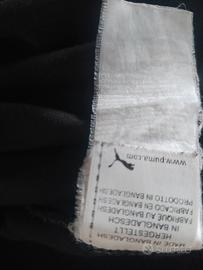 MADE IN BANGLADESH
HERGESTELLT
IN BANGLADESCH
FABRIQUE AU BANGLADESH
FABRICADO EN BANGLADESH
PRODOTTO IN BANGLADESH
www.puma.com